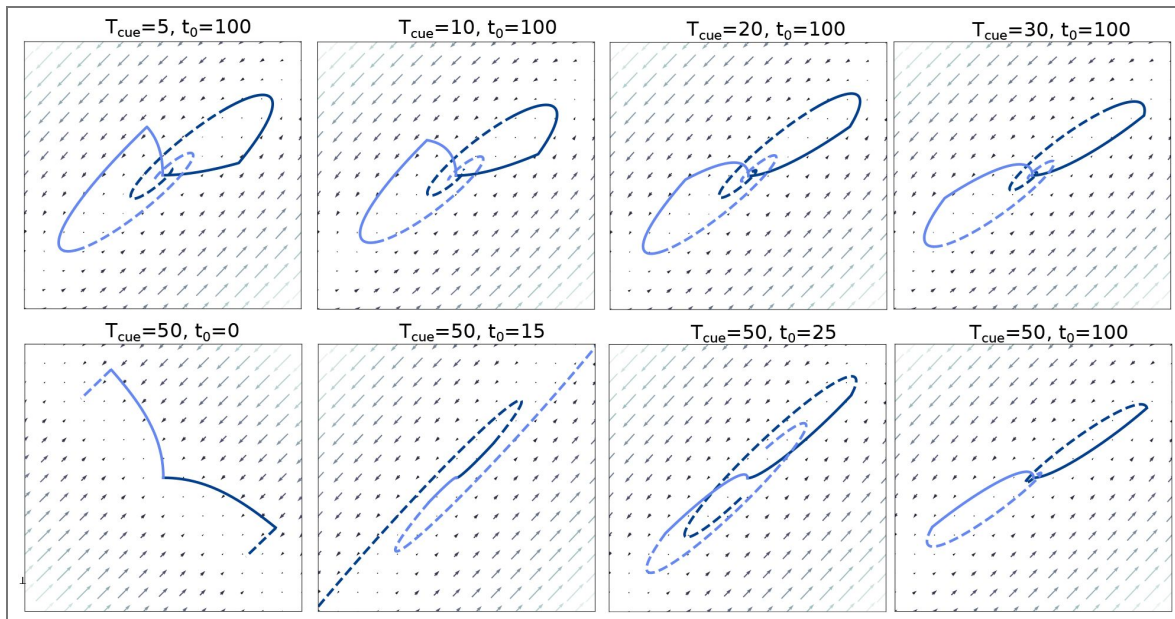 T_cue=5, t_0=100
T_cue=10, t_0=100
T_cue=20, t_0=100
T_cue=30, t_0=100
T_cue=50, t_0=0
T_cue=50, t_0=15
T_cue=50, t_0=25
T_cue=50, t_0=100